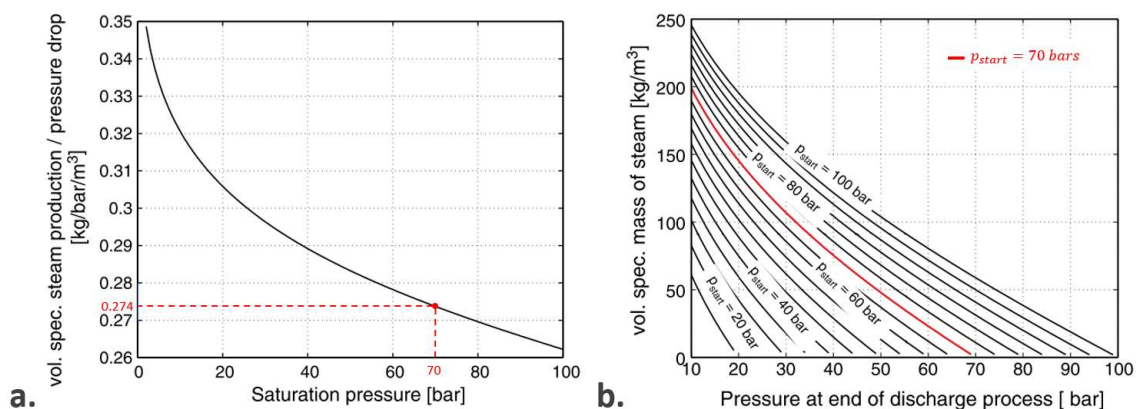 vol. spec. steam production / pressure drop
[kg/bar/m³]
0.35
0.34
0.33
0.32
0.31
0.3
0.29
0.28
0.274
0.27
0.26
0
20
40
60
70
80
100
Saturation pressure [bar]
a.
vol. spec. mass of steam [kg/m³]
250
200
150
100
50
0
p_start = 70 bars
p_start = 100 bar
p_start = 80 bar
p_start = 60 bar
p_start = 40 bar
p_start = 20 bar
10
20
30
40
50
60
70
80
90
100
Pressure at end of discharge process [ bar]
b.